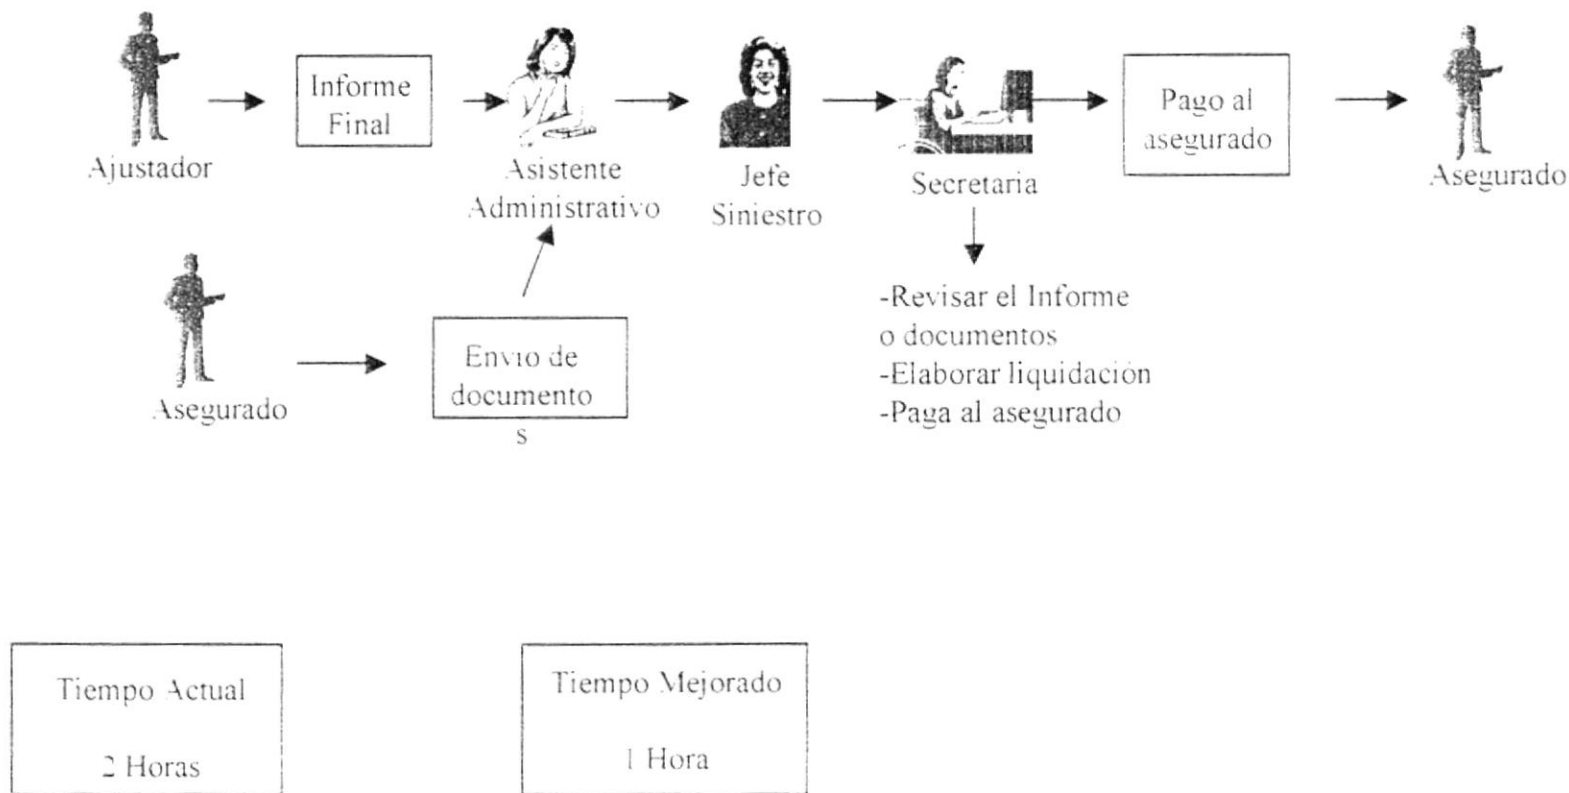 Informe
Final
Ajustador
Asistente
Administrativo
Jefe
Siniestro
Secretaria
Pago al
asegurado
Asegurado
Asegurado
Envio de
documento
s
-Revisar el Informe
o documentos
-Elaborar liquidación
-Paga al asegurado
Tiempo Actual
2 Horas
Tiempo Mejorado
1 Hora